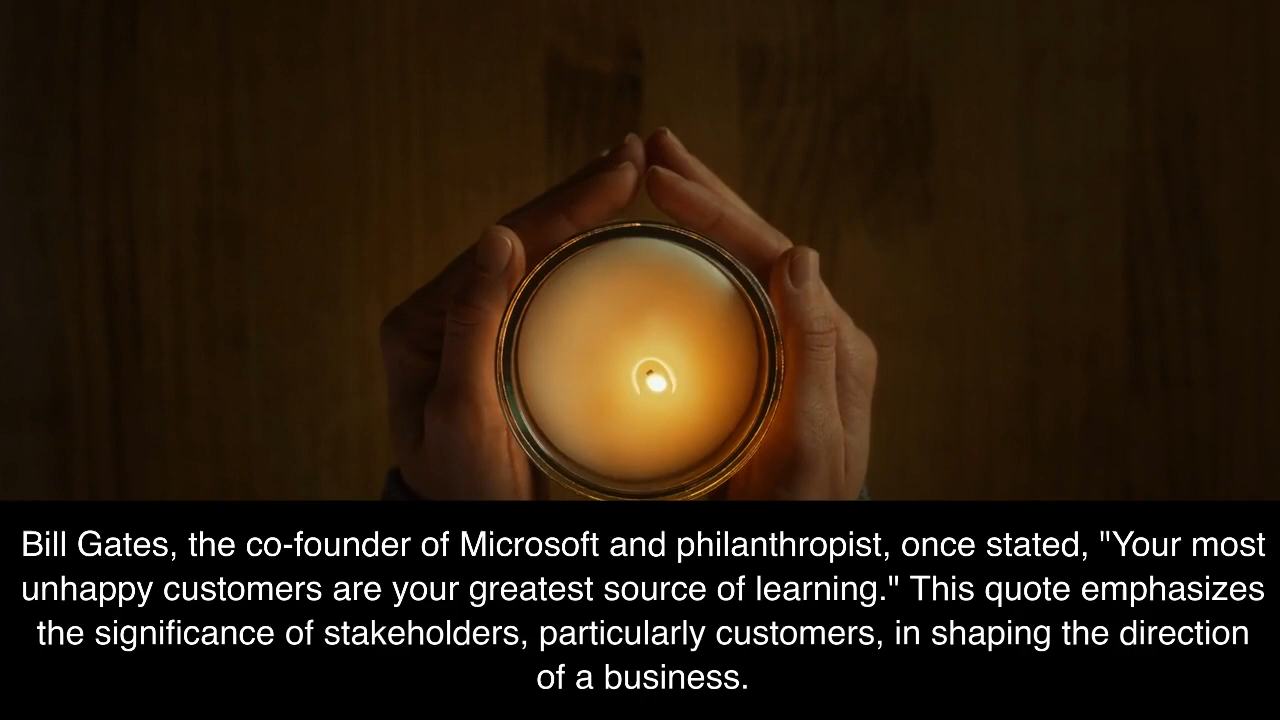 Bill Gates, the co-founder of Microsoft and philanthropist, once stated, "Your most
unhappy customers are your greatest source of learning." This quote emphasizes
the significance of stakeholders, particularly customers, in shaping the direction
of a business.